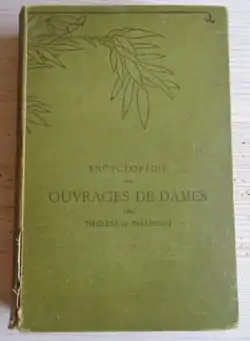 ENCYCLOPÉDIE
DES
OUVRAGES DE DAMES
PAR
THÉRÈSE DE DILLMONT